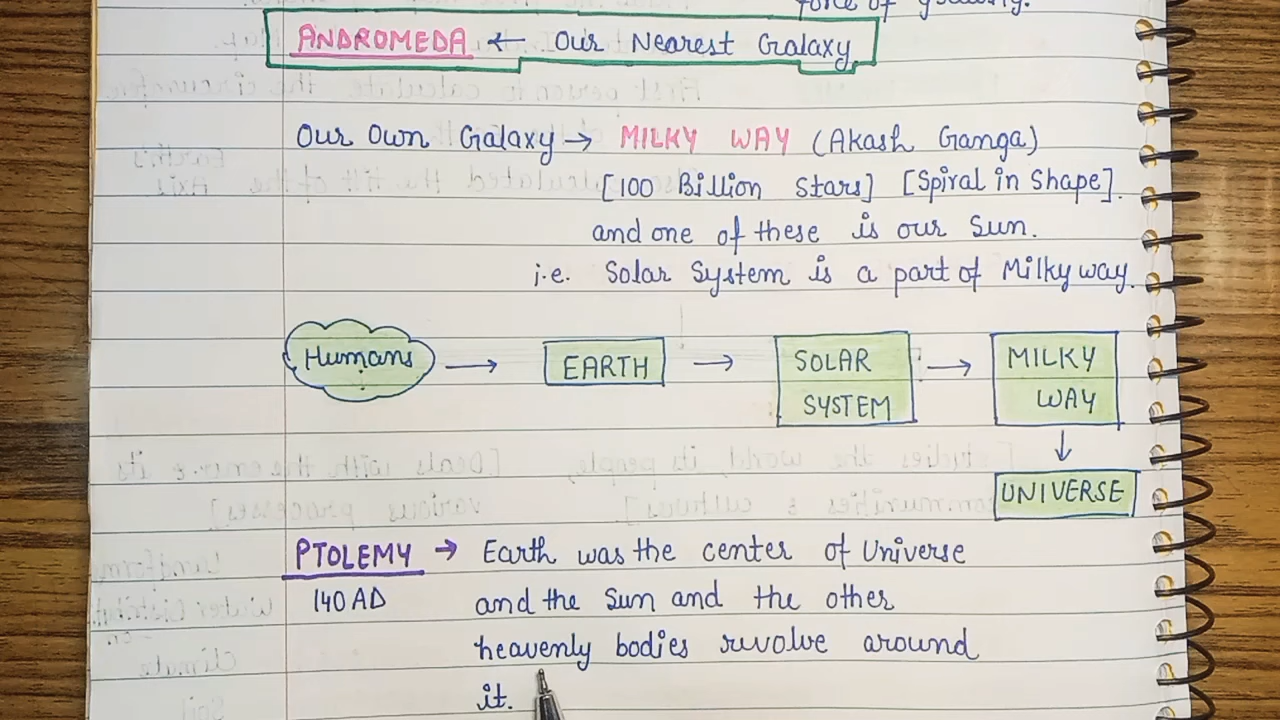 force of gravity.
ANDROMEDA ← Our Nearest Galaxy
Our Own Galaxy → MILKY WAY (Akash Ganga)
[100 Billion Stars] [Spiral in Shape].
and one of these is our Sun.
i.e. Solar System is a part of Milkyway.
Humans → EARTH → SOLAR SYSTEM → MILKY WAY
↓
UNIVERSE
PTOLEMY → Earth was the center of Universe
140 AD and the Sun and the other
heavenly bodies revolve around
it.